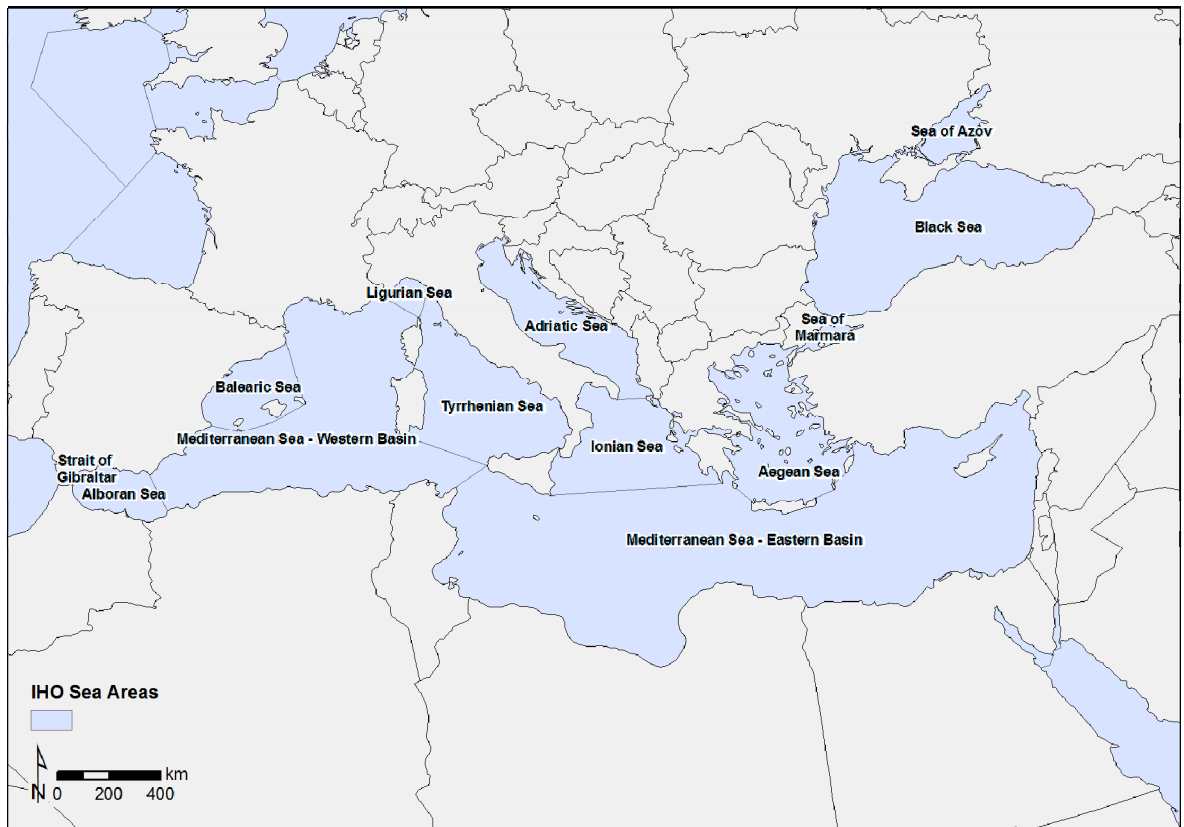 Sea of Azov
Black Sea
Ligurian Sea
Adriatic Sea
Sea of
Marmara
Balearic Sea
Tyrrhenian Sea
Mediterranean Sea - Western Basin
Ionian Sea
Strait of
Gibraltar
Aegean Sea
Alboran Sea
Mediterranean Sea - Eastern Basin
IHO Sea Areas
N
km
0 200 400